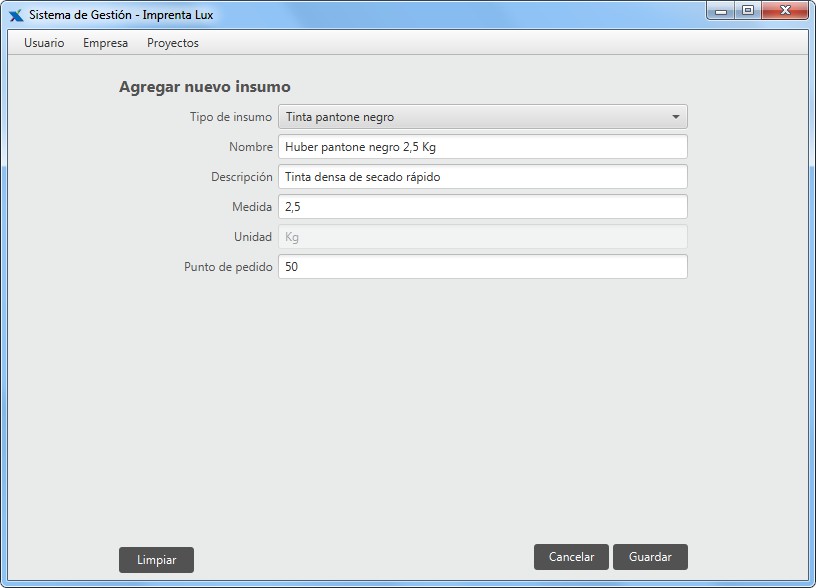 Sistema de Gestión - Imprenta Lux
Usuario Empresa Proyectos
Agregar nuevo insumo
Tipo de insumo Tinta pantone negro
Nombre Huber pantone negro 2,5 Kg
Descripción Tinta densa de secado rápido
Medida 2,5
Unidad Kg
Punto de pedido 50
Limpiar Cancelar Guardar